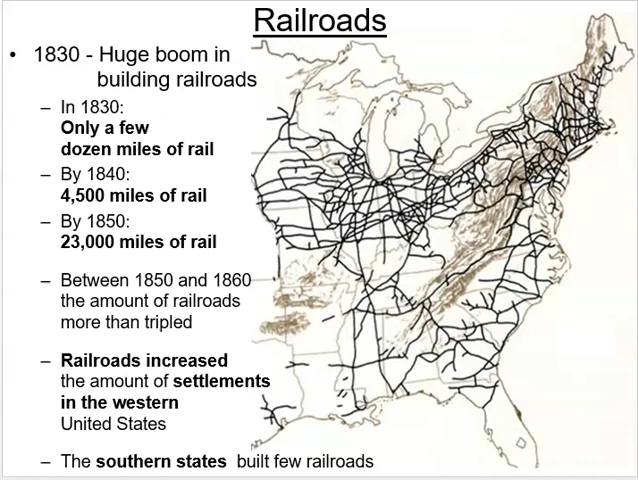 Railroads
• 1830 - Huge boom in
building railroads
– In 1830:
Only a few
dozen miles of rail
– By 1840:
4,500 miles of rail
– By 1850:
23,000 miles of rail
– Between 1850 and 1860
the amount of railroads
more than tripled
– Railroads increased
the amount of settlements
in the western
United States
– The southern states built few railroads